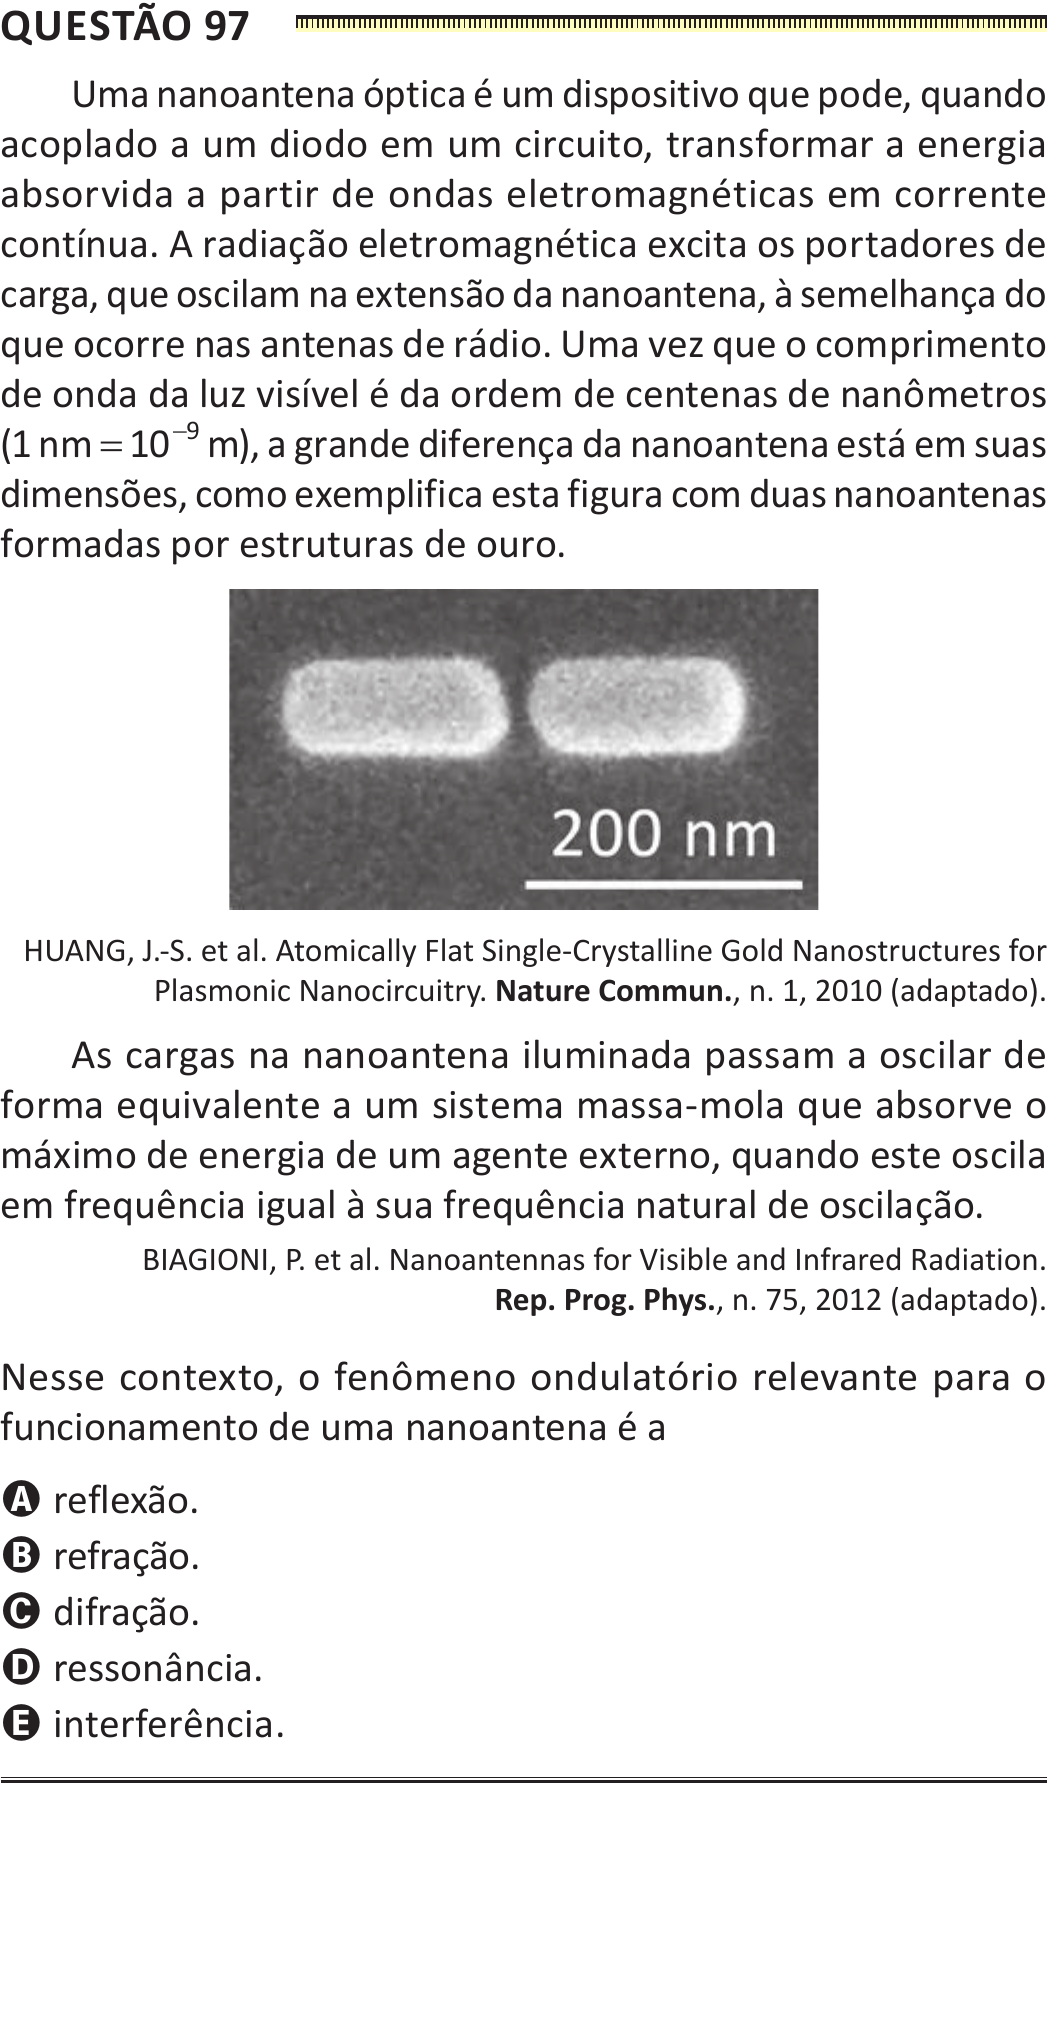 QUESTÃO 97
Uma nanoantena óptica é um dispositivo que pode, quando
acoplado a um diodo em um circuito, transformar a energia
absorvida a partir de ondas eletromagnéticas em corrente
contínua. A radiação eletromagnética excita os portadores de
carga, que oscilam na extensão da nanoantena, à semelhança do
que ocorre nas antenas de rádio. Uma vez que o comprimento
de onda da luz visível é da ordem de centenas de nanômetros
(1 nm = 10⁻⁹ m), a grande diferença da nanoantena está em suas
dimensões, como exemplifica esta figura com duas nanoantenas
formadas por estruturas de ouro.
200 nm
HUANG, J.-S. et al. Atomically Flat Single-Crystalline Gold Nanostructures for
Plasmonic Nanocircuitry. Nature Commun., n. 1, 2010 (adaptado).
As cargas na nanoantena iluminada passam a oscilar de
forma equivalente a um sistema massa-mola que absorve o
máximo de energia de um agente externo, quando este oscila
em frequência igual à sua frequência natural de oscilação.
BIAGIONI, P. et al. Nanoantennas for Visible and Infrared Radiation.
Rep. Prog. Phys., n. 75, 2012 (adaptado).
Nesse contexto, o fenômeno ondulatório relevante para o
funcionamento de uma nanoantena é a
A reflexão.
B refração.
C difração.
D ressonância.
E interferência.